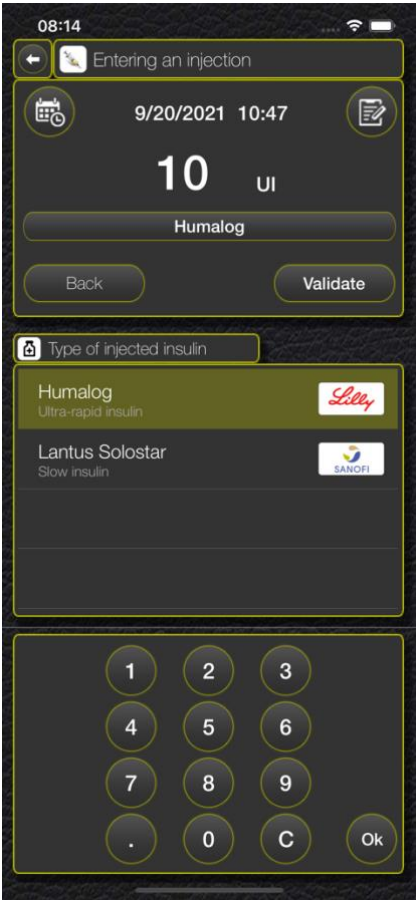 08:14
Entering an injection
9/20/2021 10:47
10 UI
Humalog
Back Validate
Type of injected insulin
Humalog
Ultra-rapid insulin
Lilly
Lantus Solostar
Slow insulin
SANOFI
1 2 3
4 5 6
7 8 9
. 0 C Ok